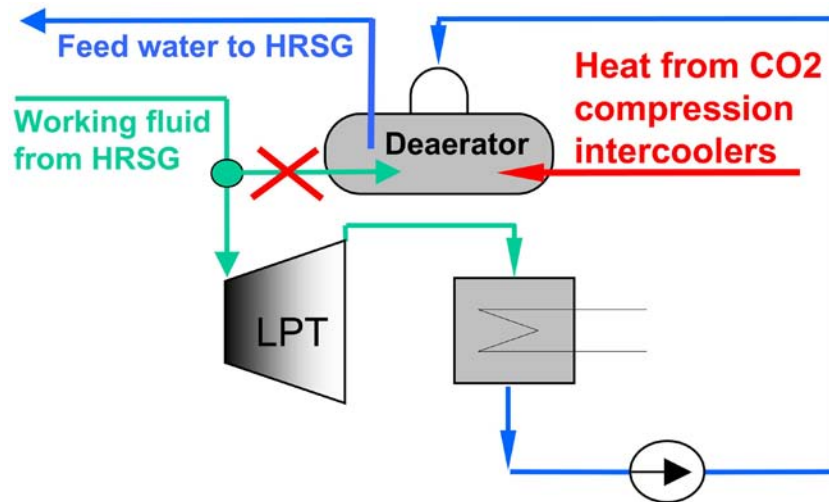 Feed water to HRSG
Working fluid
from HRSG
Deaerator
Heat from CO2
compression
intercoolers
LPT